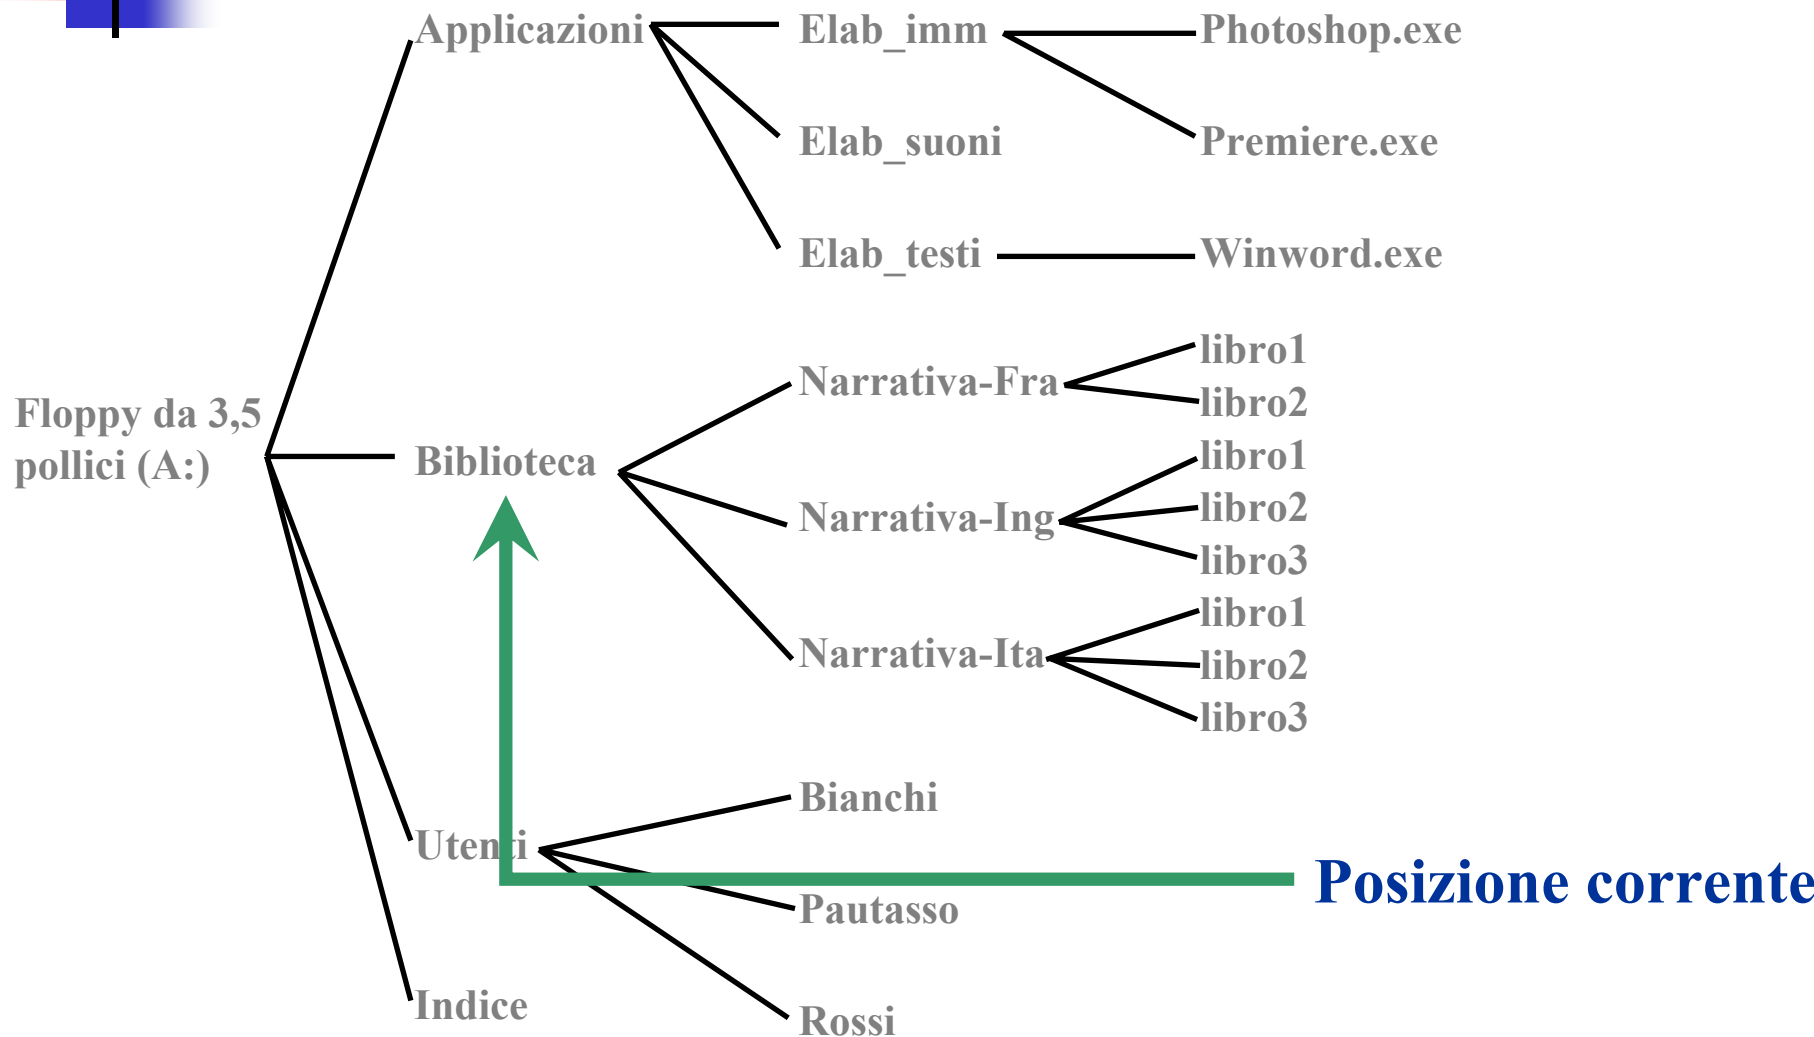 Applicazioni
Elab_imm
Photoshop.exe
Premiere.exe
Elab_suoni
Elab_testi
Winword.exe
Floppy da 3,5
pollici (A:)
Biblioteca
Narrativa-Fra
libro1
libro2
Narrativa-Ing
libro1
libro2
libro3
Narrativa-Ita
libro1
libro2
libro3
Utenti
Bianchi
Pautasso
Rossi
Indice
Posizione corrente